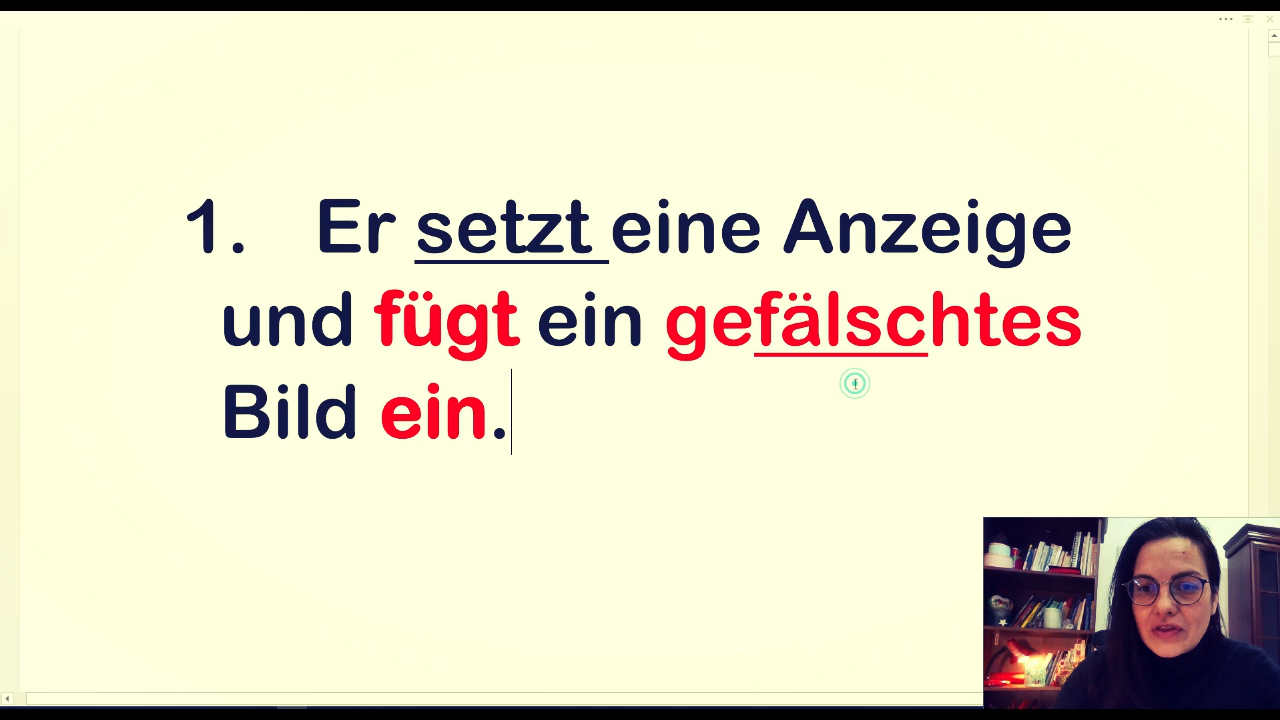 1. Er setzt eine Anzeige
und fügt ein gefälschtes
Bild ein.